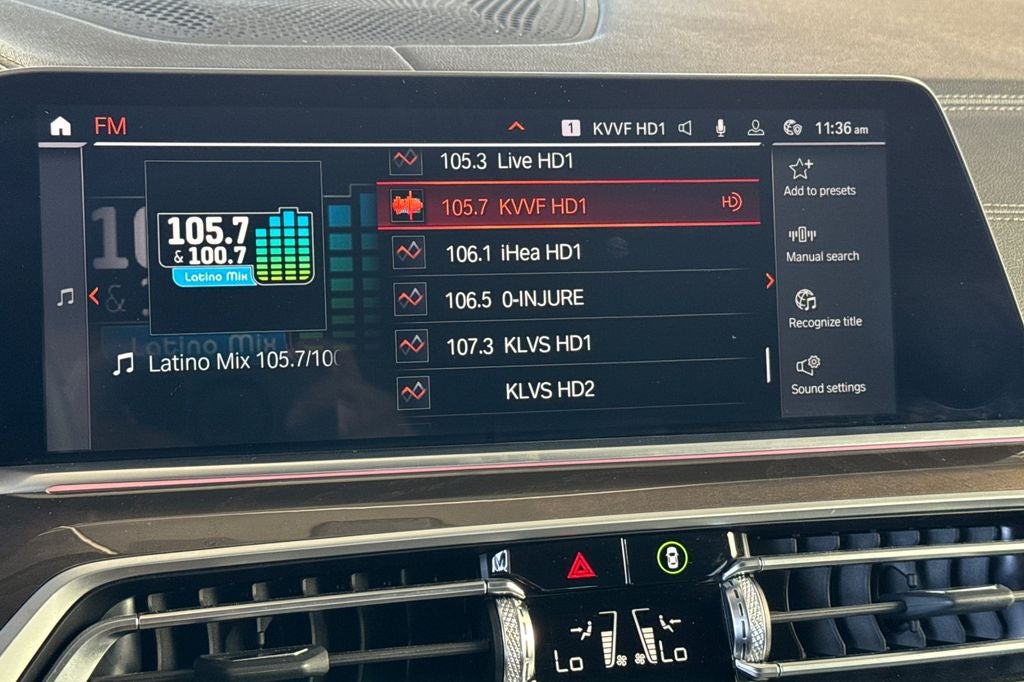 FM
1 KVVF HD1
11:36 am
105.3 Live HD1
105.7 KVVF HD1
HD
106.1 iHea HD1
106.5 0-INJURE
107.3 KLVS HD1
KLVS HD2
105.7
& 100.7
Latino Mix
Latino Mix 105.7/100
Add to presets
Manual search
Recognize title
Sound settings
Lo
Lo